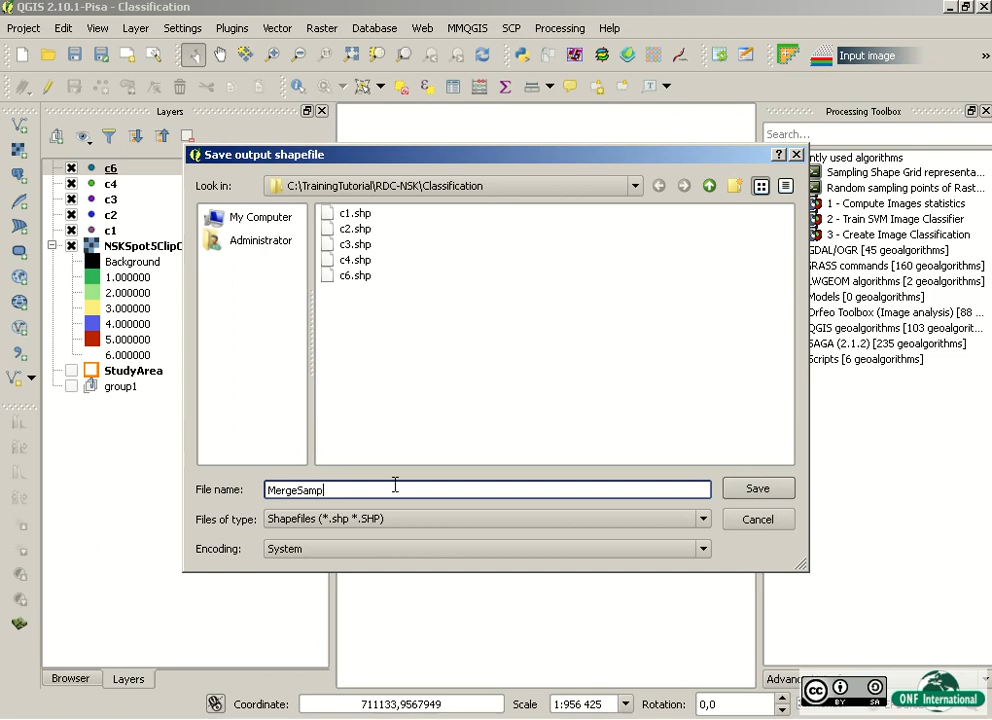 QGIS 2.10.1-Pisa - Classification
Project Edit View Layer Settings Plugins Vector Raster Database Web MMQGIS SCP Processing Help
Input image
»
Layers
c6
c4
c3
c2
c1
NSKSpot5ClipC
Background
1.000000
2.000000
3.000000
4.000000
5.000000
6.000000
StudyArea
group1
Browser
Layers
Save output shapefile
Look in:
C:\TrainingTutorial\RDC-NSK\Classification
My Computer
Administrator
c1.shp
c2.shp
c3.shp
c4.shp
c6.shp
File name:
MergeSamp
Save
Files of type:
Shapefiles (*.shp *.SHP)
Cancel
Encoding:
System
Processing Toolbox
Search...
ntly used algorithms
Sampling Shape Grid representa...
Random sampling points of Rast...
1 - Compute Images statistics
2 - Train SVM Image Classifier
3 - Create Image Classification
GDAL/OGR [45 geoalgorithms]
GRASS commands [160 geoalgorithms]
LWGEOM algorithms
Models [0 geoalgorithms]
Orfeo Toolbox (Image analysis) [88 ...
QGIS geoalgorithms [103 geoalgorit...
SAGA (2.1.2) [235 geoalgorithms]
Scripts [6 geoalgorithms]
Coordinate:
711133,9567949
Scale
1:956 425
Rotation:
0,0
cc
BY SA
ONF International